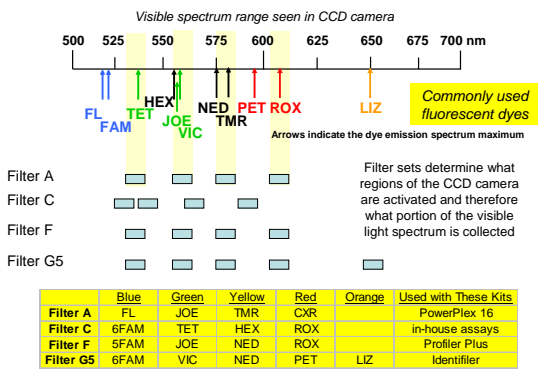 Visible spectrum range seen in CCD camera
500 525 550 575 600 625 650 675 700 nm
FL FAM TET HEX JOE VIC NED TMR PET ROX LIZ
Commonly used
fluorescent dyes
Arrows indicate the dye emission spectrum maximum
Filter A
Filter C
Filter F
Filter G5
Filter sets determine what
regions of the CCD camera
are activated and therefore
what portion of the visible
light spectrum is collected
Blue Green Yellow Red Orange Used with These Kits
Filter A FL JOE TMR CXR PowerPlex 16
Filter C 6FAM TET HEX ROX in-house assays
Filter F 5FAM JOE NED ROX Profiler Plus
Filter G5 6FAM VIC NED PET LIZ Identifiler